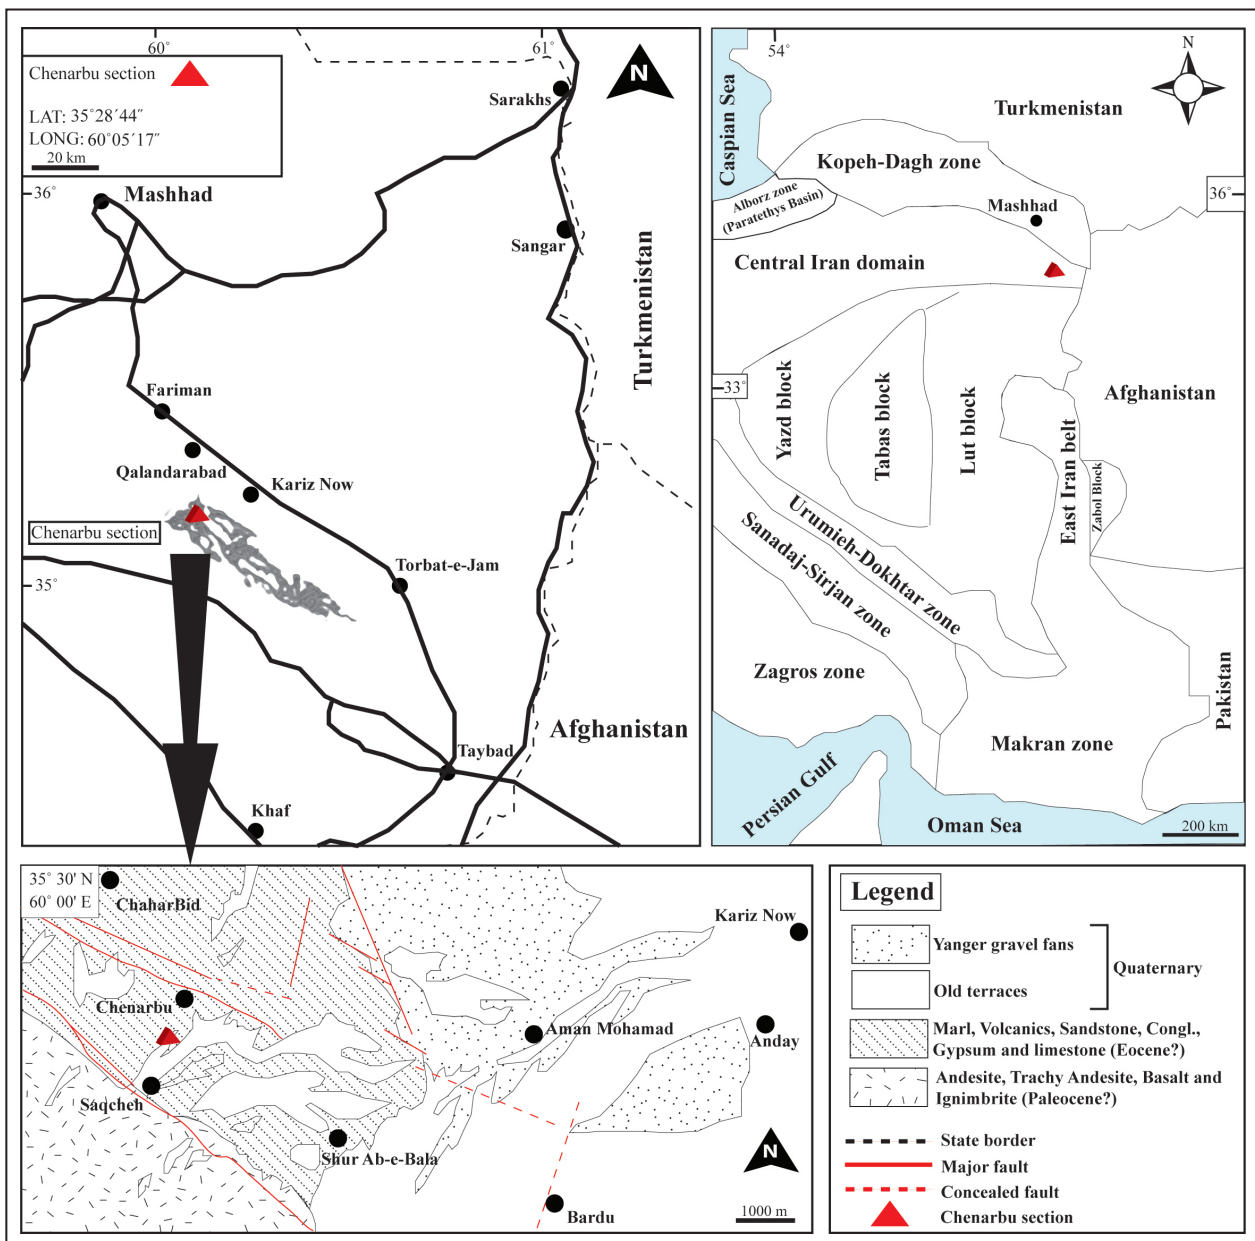 60°
61°
Chenarbu section
LAT: 35°28′44″
LONG: 60°05′17″
20 km
N
Sarakhs
36°
Mashhad
Sangar
Turkmenistan
Fariman
Qalandarabad
Kariz Now
Chenarbu section
35°
Torbat-e-Jam
Afghanistan
Taybad
Khaf
54°
N
Caspian Sea
Turkmenistan
Kopeh-Dagh zone
36°
Alborz zone
(Paratethys Basin)
Mashhad
Central Iran domain
33°
Yazd block
Tabas block
Lut block
Afghanistan
East Iran belt
Zabol Block
Urumieh-Dokhtar zone
Sanadaj-Sirjan zone
Zagros zone
Pakistan
Makran zone
Persian Gulf
Oman Sea
200 km
35° 30' N
60° 00' E
ChaharBid
Kariz Now
Chenarbu
Aman Mohamad
Anday
Saqcheh
Shur Ab-e-Bala
N
Bardu
1000 m
Legend
Yanger gravel fans
Quaternary
Old terraces
Marl, Volcanics, Sandstone, Congl.,
Gypsum and limestone (Eocene?)
Andesite, Trachy Andesite, Basalt and
Ignimbrite (Paleocene?)
State border
Major fault
Concealed fault
Chenarbu section